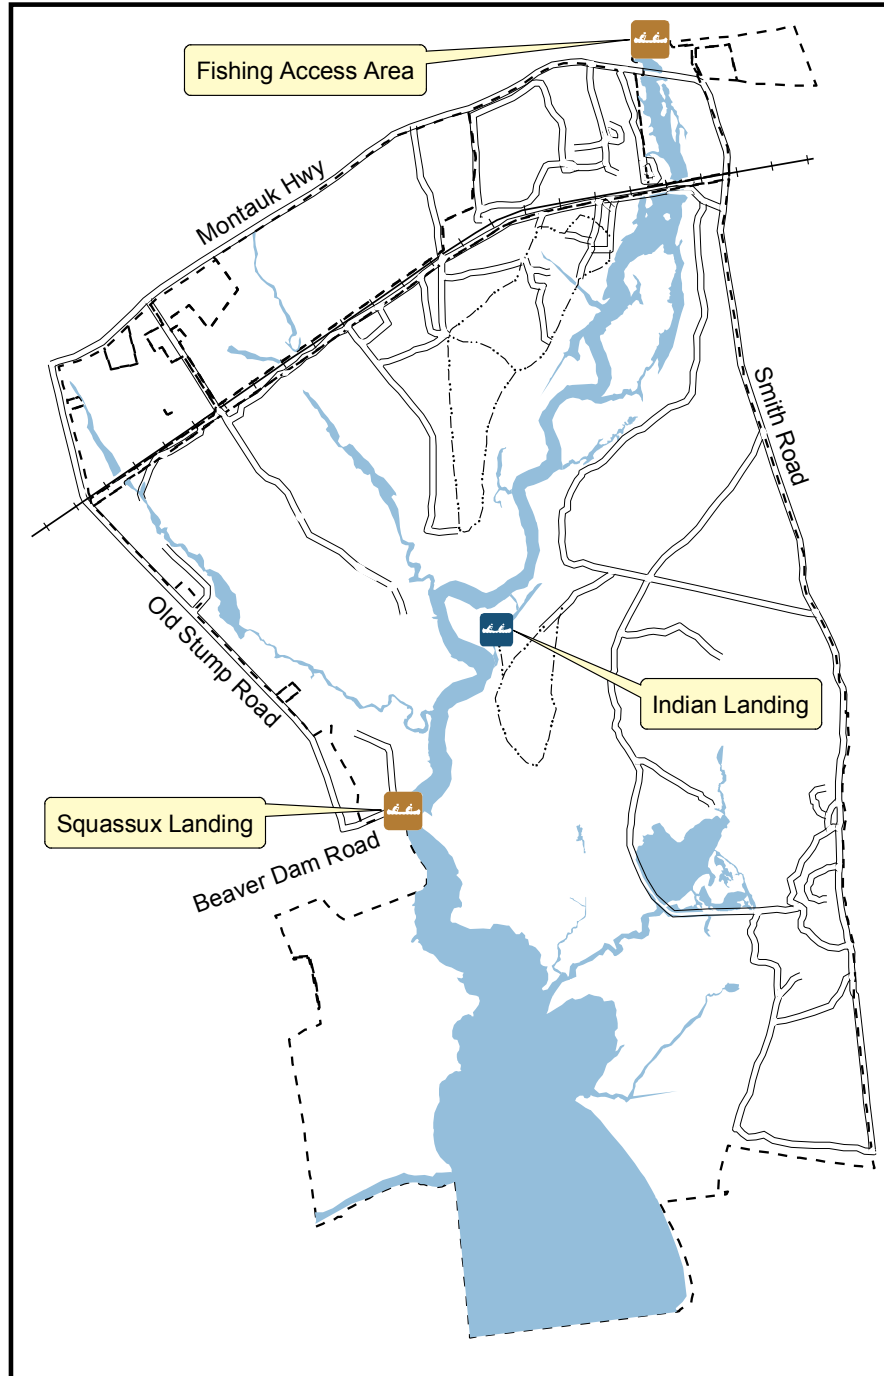 Fishing Access Area
Montauk Hwy
Smith Road
Old Stump Road
Indian Landing
Squassux Landing
Beaver Dam Road